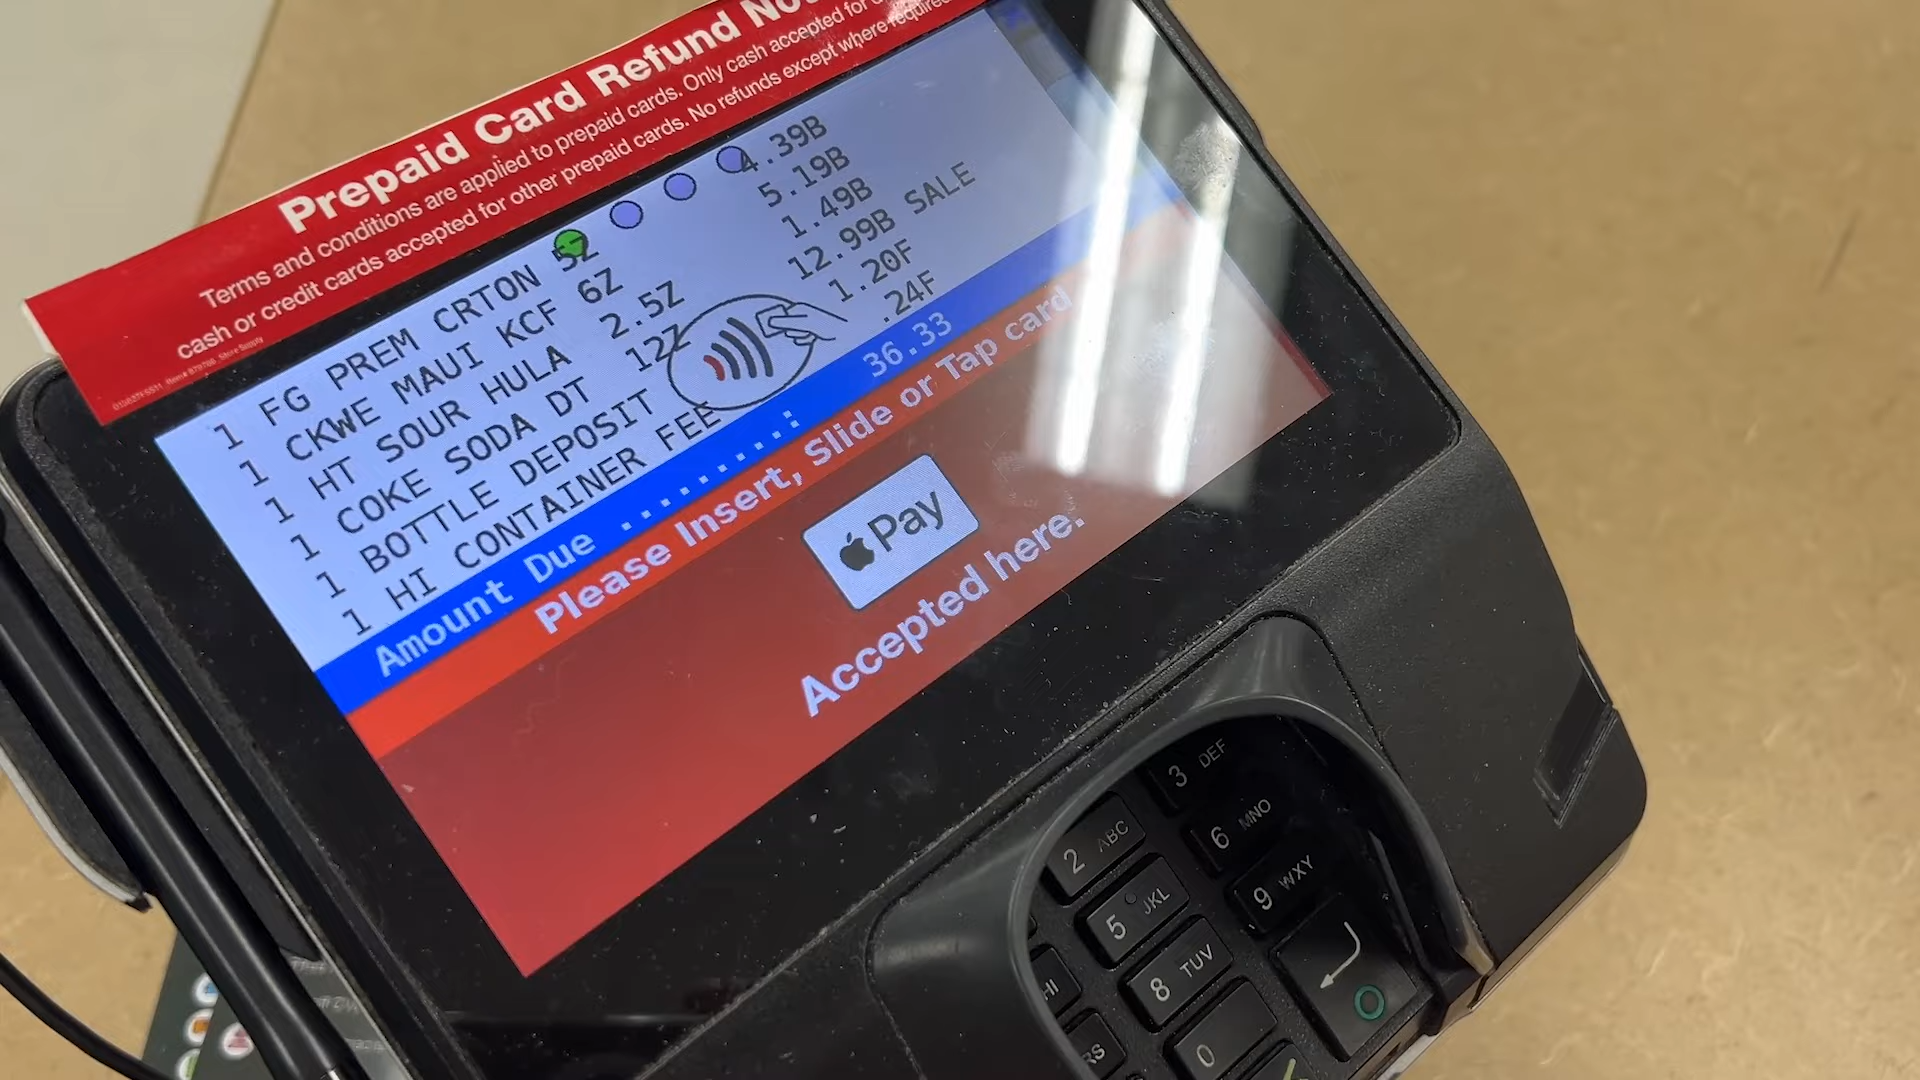 Prepaid Card Refund
Terms and conditions are applied to prepaid cards. Only cash accepted for
cash or credit cards accepted for other prepaid cards. No refunds except where required
1 FG PREM CRTON 5Z 4.39B
1 CKWE MAUI KCF 6Z 5.19B
1 HT SOUR HULA 2.5Z 1.49B
1 COKE SODA DT 12Z 12.99B SALE
1 BOTTLE DEPOSIT 1.20F
1 HI CONTAINER FEE .24F
Amount Due .........: 36.33
Please Insert, Slide or Tap card
Pay
Accepted here.
3 DEF
2 ABC
6 MNO
5 JKL
9 WXY
8 TUV
0